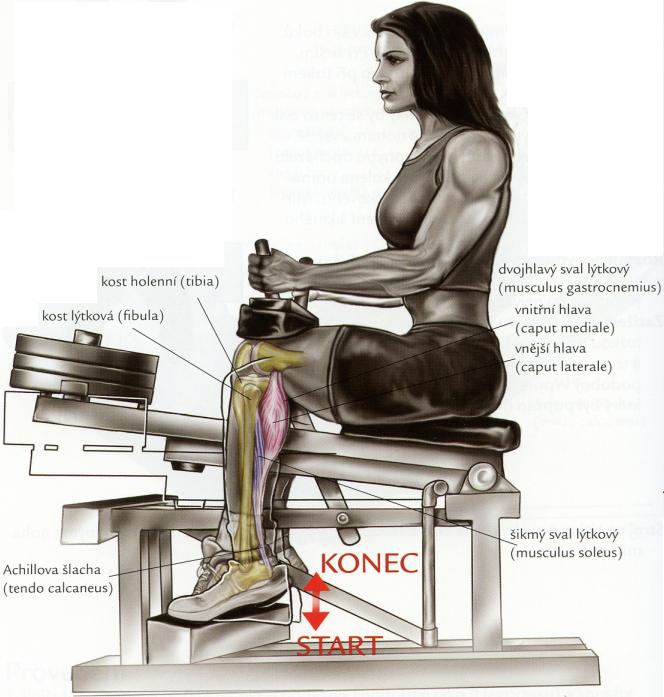 dvojhlavý sval lýtkový
(musculus gastrocnemius)
vnitřní hlava
(caput mediale)
vnější hlava
(caput laterale)
kost holenní (tibia)
kost lýtková (fibula)
šikmý sval lýtkový
(musculus soleus)
Achillova šlacha
(tendo calcaneus)
KONEC
START